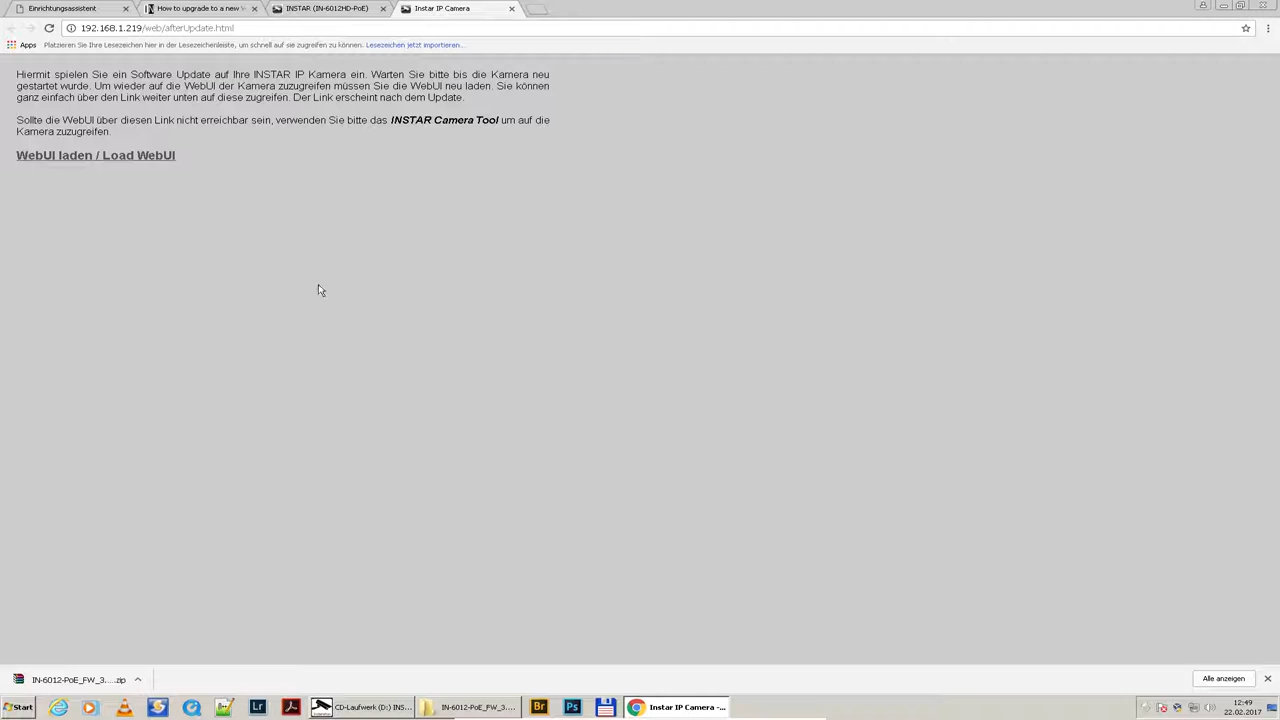 Einrichtungsassistent
How to upgrade to a new
INSTAR (IN-6012HD-PoE)
Instar IP Camera
192.168.1.219/web/afterUpdate.html
Apps Platzieren Sie Ihre Lesezeichen hier in der Lesezeichenleiste, um schnell auf sie zugreifen zu können. Lesezeichen jetzt importieren...
Hiermit spielen Sie ein Software Update auf Ihre INSTAR IP Kamera ein. Warten Sie bitte bis die Kamera neu
gestartet wurde. Um wieder auf die WebUI der Kamera zuzugreifen müssen Sie die WebUI neu laden. Sie können
ganz einfach über den Link weiter unten auf diese zugreifen. Der Link erscheint nach dem Update.
Sollte die WebUI über diesen Link nicht erreichbar sein, verwenden Sie bitte das INSTAR Camera Tool um auf die
Kamera zuzugreifen.
WebUI laden / Load WebUI
IN-6012-PoE_FW_3.....zip
Alle anzeigen
Start
Lr
CD-Laufwerk (D:) INS...
IN-6012-PoE_FW_3....
Br
Ps
Instar IP Camera -...
12:49
22.02.2017